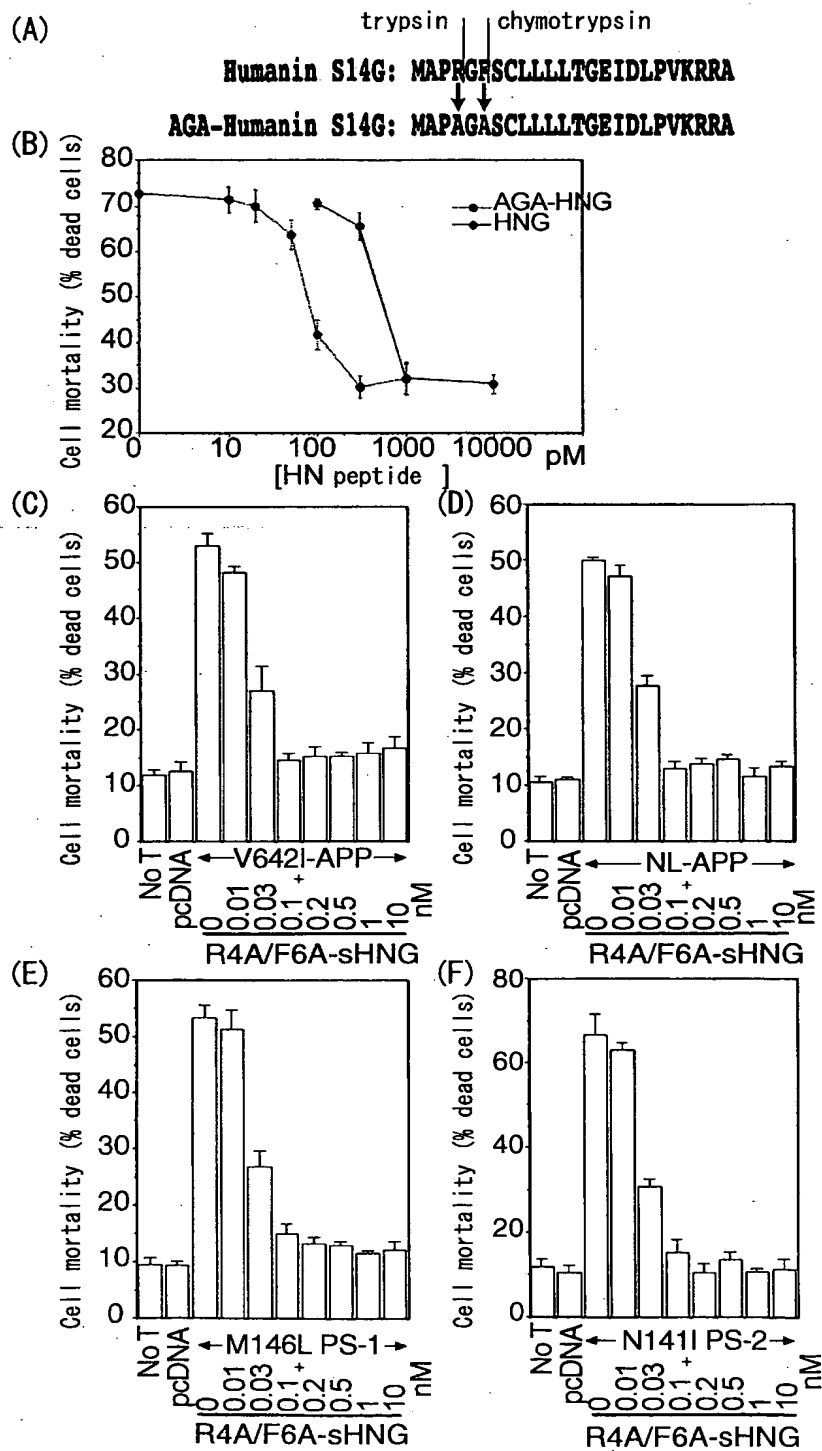 (A)
trypsin chymotrypsin
Humanin S14G: MAPRGFSCLLLLTGEIDLPVKRRA
AGA-Humanin S14G: MAPAGASCLLLLTGEIDLPVKRRA
(B)
Cell mortality (% dead cells)
80
70
60
50
40
30
20
AGA-HNG
HNG
0 10 100 1000 10000 pM
[HN peptide ]
(C)
Cell mortality (% dead cells)
60
50
40
30
20
10
0
No T pcDNA
V642I-APP
+
0 0.01 0.03 0.1 0.2 0.5 1 10 nM
R4A/F6A-sHNG
(D)
Cell mortality (% dead cells)
60
50
40
30
20
10
0
No T pcDNA
NL-APP
+
0 0.01 0.03 0.1 0.2 0.5 1 10 nM
R4A/F6A-sHNG
(E)
Cell mortality (% dead cells)
60
50
40
30
20
10
0
No T pcDNA
M146L PS-1
+
0 0.01 0.03 0.1 0.2 0.5 1 10 nM
R4A/F6A-sHNG
(F)
Cell mortality (% dead cells)
80
60
40
20
0
No T pcDNA
N141I PS-2
+
0 0.01 0.03 0.1 0.2 0.5 1 10 nM
R4A/F6A-sHNG